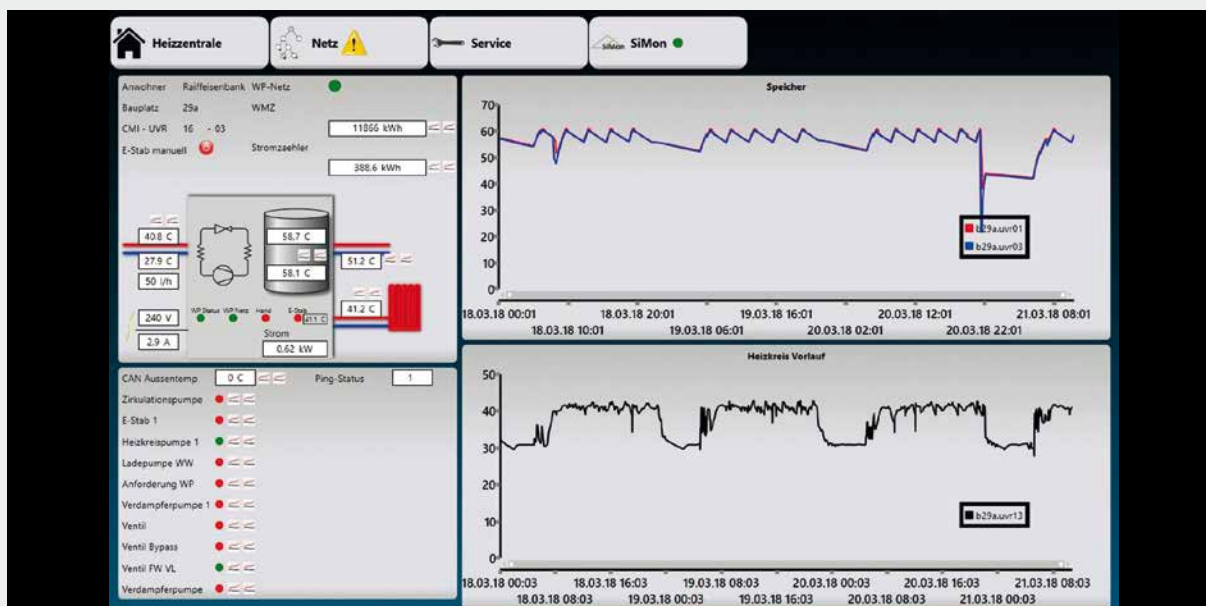 Heizzentrale Netz Service SiMon SiMon
Anwohner Raiffeisenbank WP-Netz
Bauplatz 29a WMZ
CMI - UVR 16 - 03 11866 kWh
E-Stab manuell Stromzaehler
388.6 kWh
40.8 C
27.9 C
50 l/h
240 V
2.9 A
58.7 C
58.1 C
51.2 C
41.2 C
WP Status WP Netz Hand E-Stab
41.1 C
Strom
0.62 kW
CAN Aussentemp. 0 C Ping-Status 1
Zirkulationspumpe
E-Stab 1
Heizkreispumpe 1
Ladepumpe WW
Anforderung WP
Verdampferpumpe 1
Ventil
Ventil Bypass
Ventil FW VL
Verdampferpumpe
Speicher
70
60
50
40
30
20
10
0
b29a.uvr01
b29a.uvr03
18.03.18 00:01 18.03.18 20:01 19.03.18 16:01 20.03.18 12:01 21.03.18 08:01
18.03.18 10:01 19.03.18 06:01 20.03.18 02:01 20.03.18 22:01
Heizkreis Vorlauf
50
40
30
20
10
0
b29a.uvr13
18.03.18 00:03 18.03.18 16:03 19.03.18 08:03 20.03.18 00:03 20.03.18 16:03 21.03.18 08:03
18.03.18 08:03 19.03.18 00:03 19.03.18 16:03 20.03.18 08:03 21.03.18 00:03